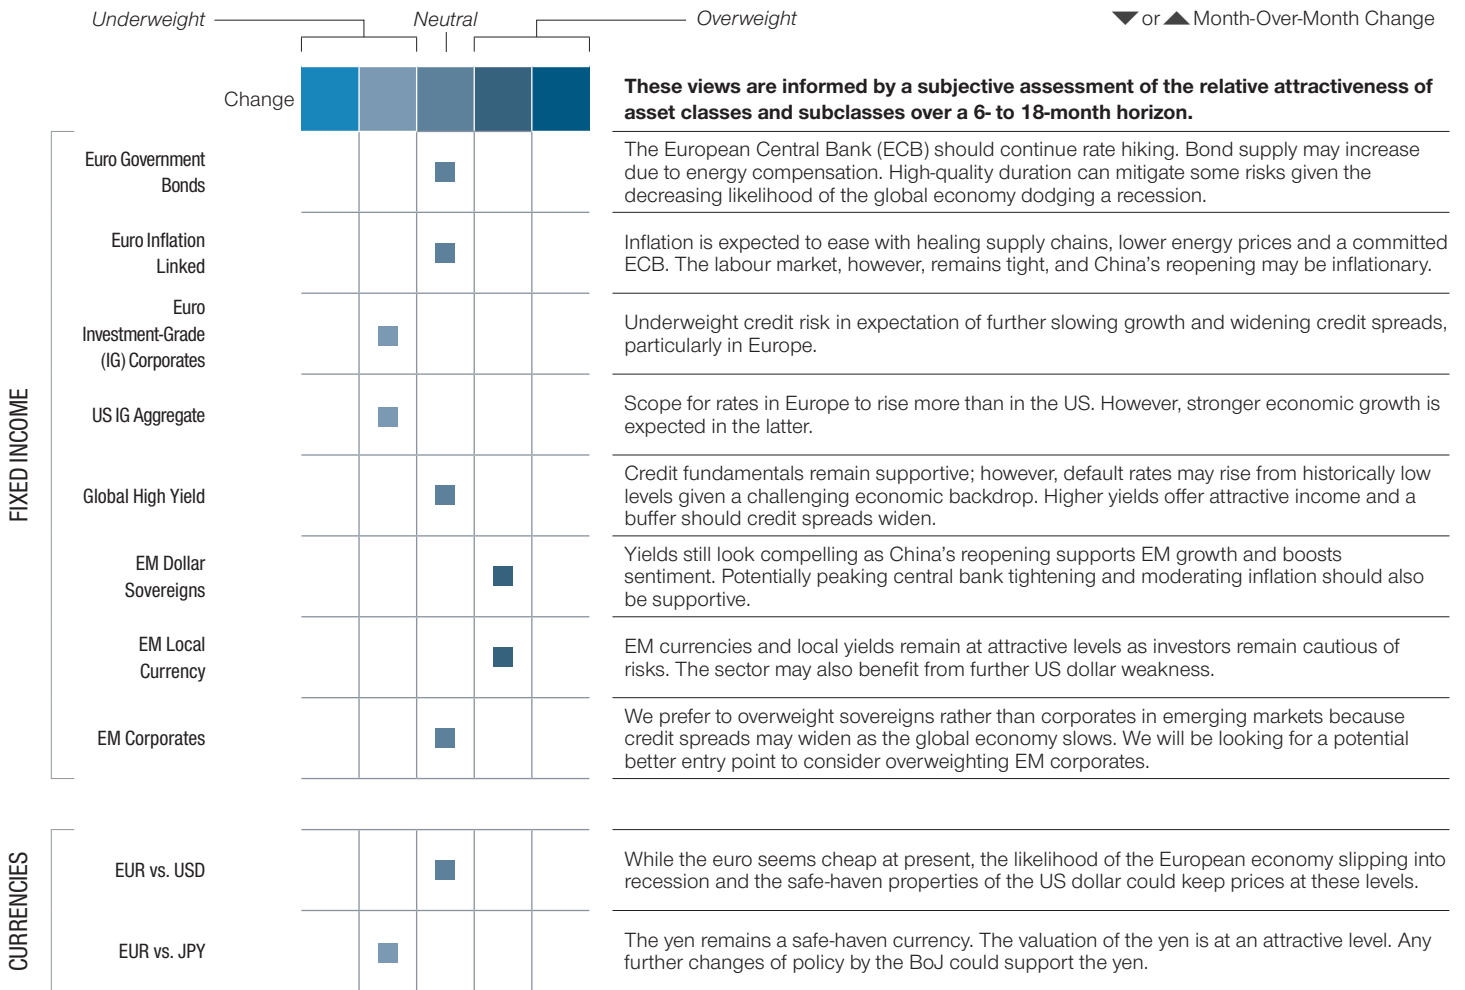 Underweight
Neutral
Overweight
▼ or ▲ Month-Over-Month Change
Change
These views are informed by a subjective assessment of the relative attractiveness of
asset classes and subclasses over a 6- to 18-month horizon.
FIXED INCOME
Euro Government
Bonds
The European Central Bank (ECB) should continue rate hiking. Bond supply may increase
due to energy compensation. High-quality duration can mitigate some risks given the
decreasing likelihood of the global economy dodging a recession.
Euro Inflation
Linked
Inflation is expected to ease with healing supply chains, lower energy prices and a committed
ECB. The labour market, however, remains tight, and China’s reopening may be inflationary.
Euro
Investment-Grade
(IG) Corporates
Underweight credit risk in expectation of further slowing growth and widening credit spreads,
particularly in Europe.
US IG Aggregate
Scope for rates in Europe to rise more than in the US. However, stronger economic growth is
expected in the latter.
Global High Yield
Credit fundamentals remain supportive; however, default rates may rise from historically low
levels given a challenging economic backdrop. Higher yields offer attractive income and a
buffer should credit spreads widen.
EM Dollar
Sovereigns
Yields still look compelling as China’s reopening supports EM growth and boosts
sentiment. Potentially peaking central bank tightening and moderating inflation should also
be supportive.
EM Local
Currency
EM currencies and local yields remain at attractive levels as investors remain cautious of
risks. The sector may also benefit from further US dollar weakness.
EM Corporates
We prefer to overweight sovereigns rather than corporates in emerging markets because
credit spreads may widen as the global economy slows. We will be looking for a potential
better entry point to consider overweighting EM corporates.
CURRENCIES
EUR vs. USD
While the euro seems cheap at present, the likelihood of the European economy slipping into
recession and the safe-haven properties of the US dollar could keep prices at these levels.
EUR vs. JPY
The yen remains a safe-haven currency. The valuation of the yen is at an attractive level. Any
further changes of policy by the BoJ could support the yen.